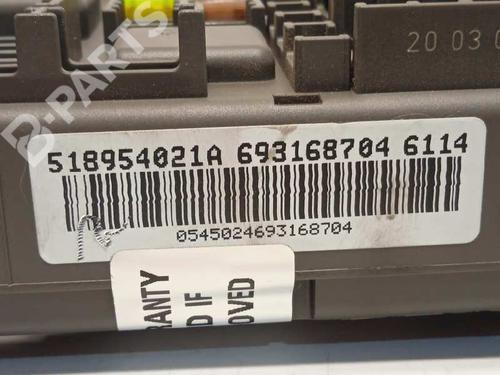 B-PARTS
20 03 0
518954021A 693168704 6114
0545024693168704
RANTY
D IF
OVED